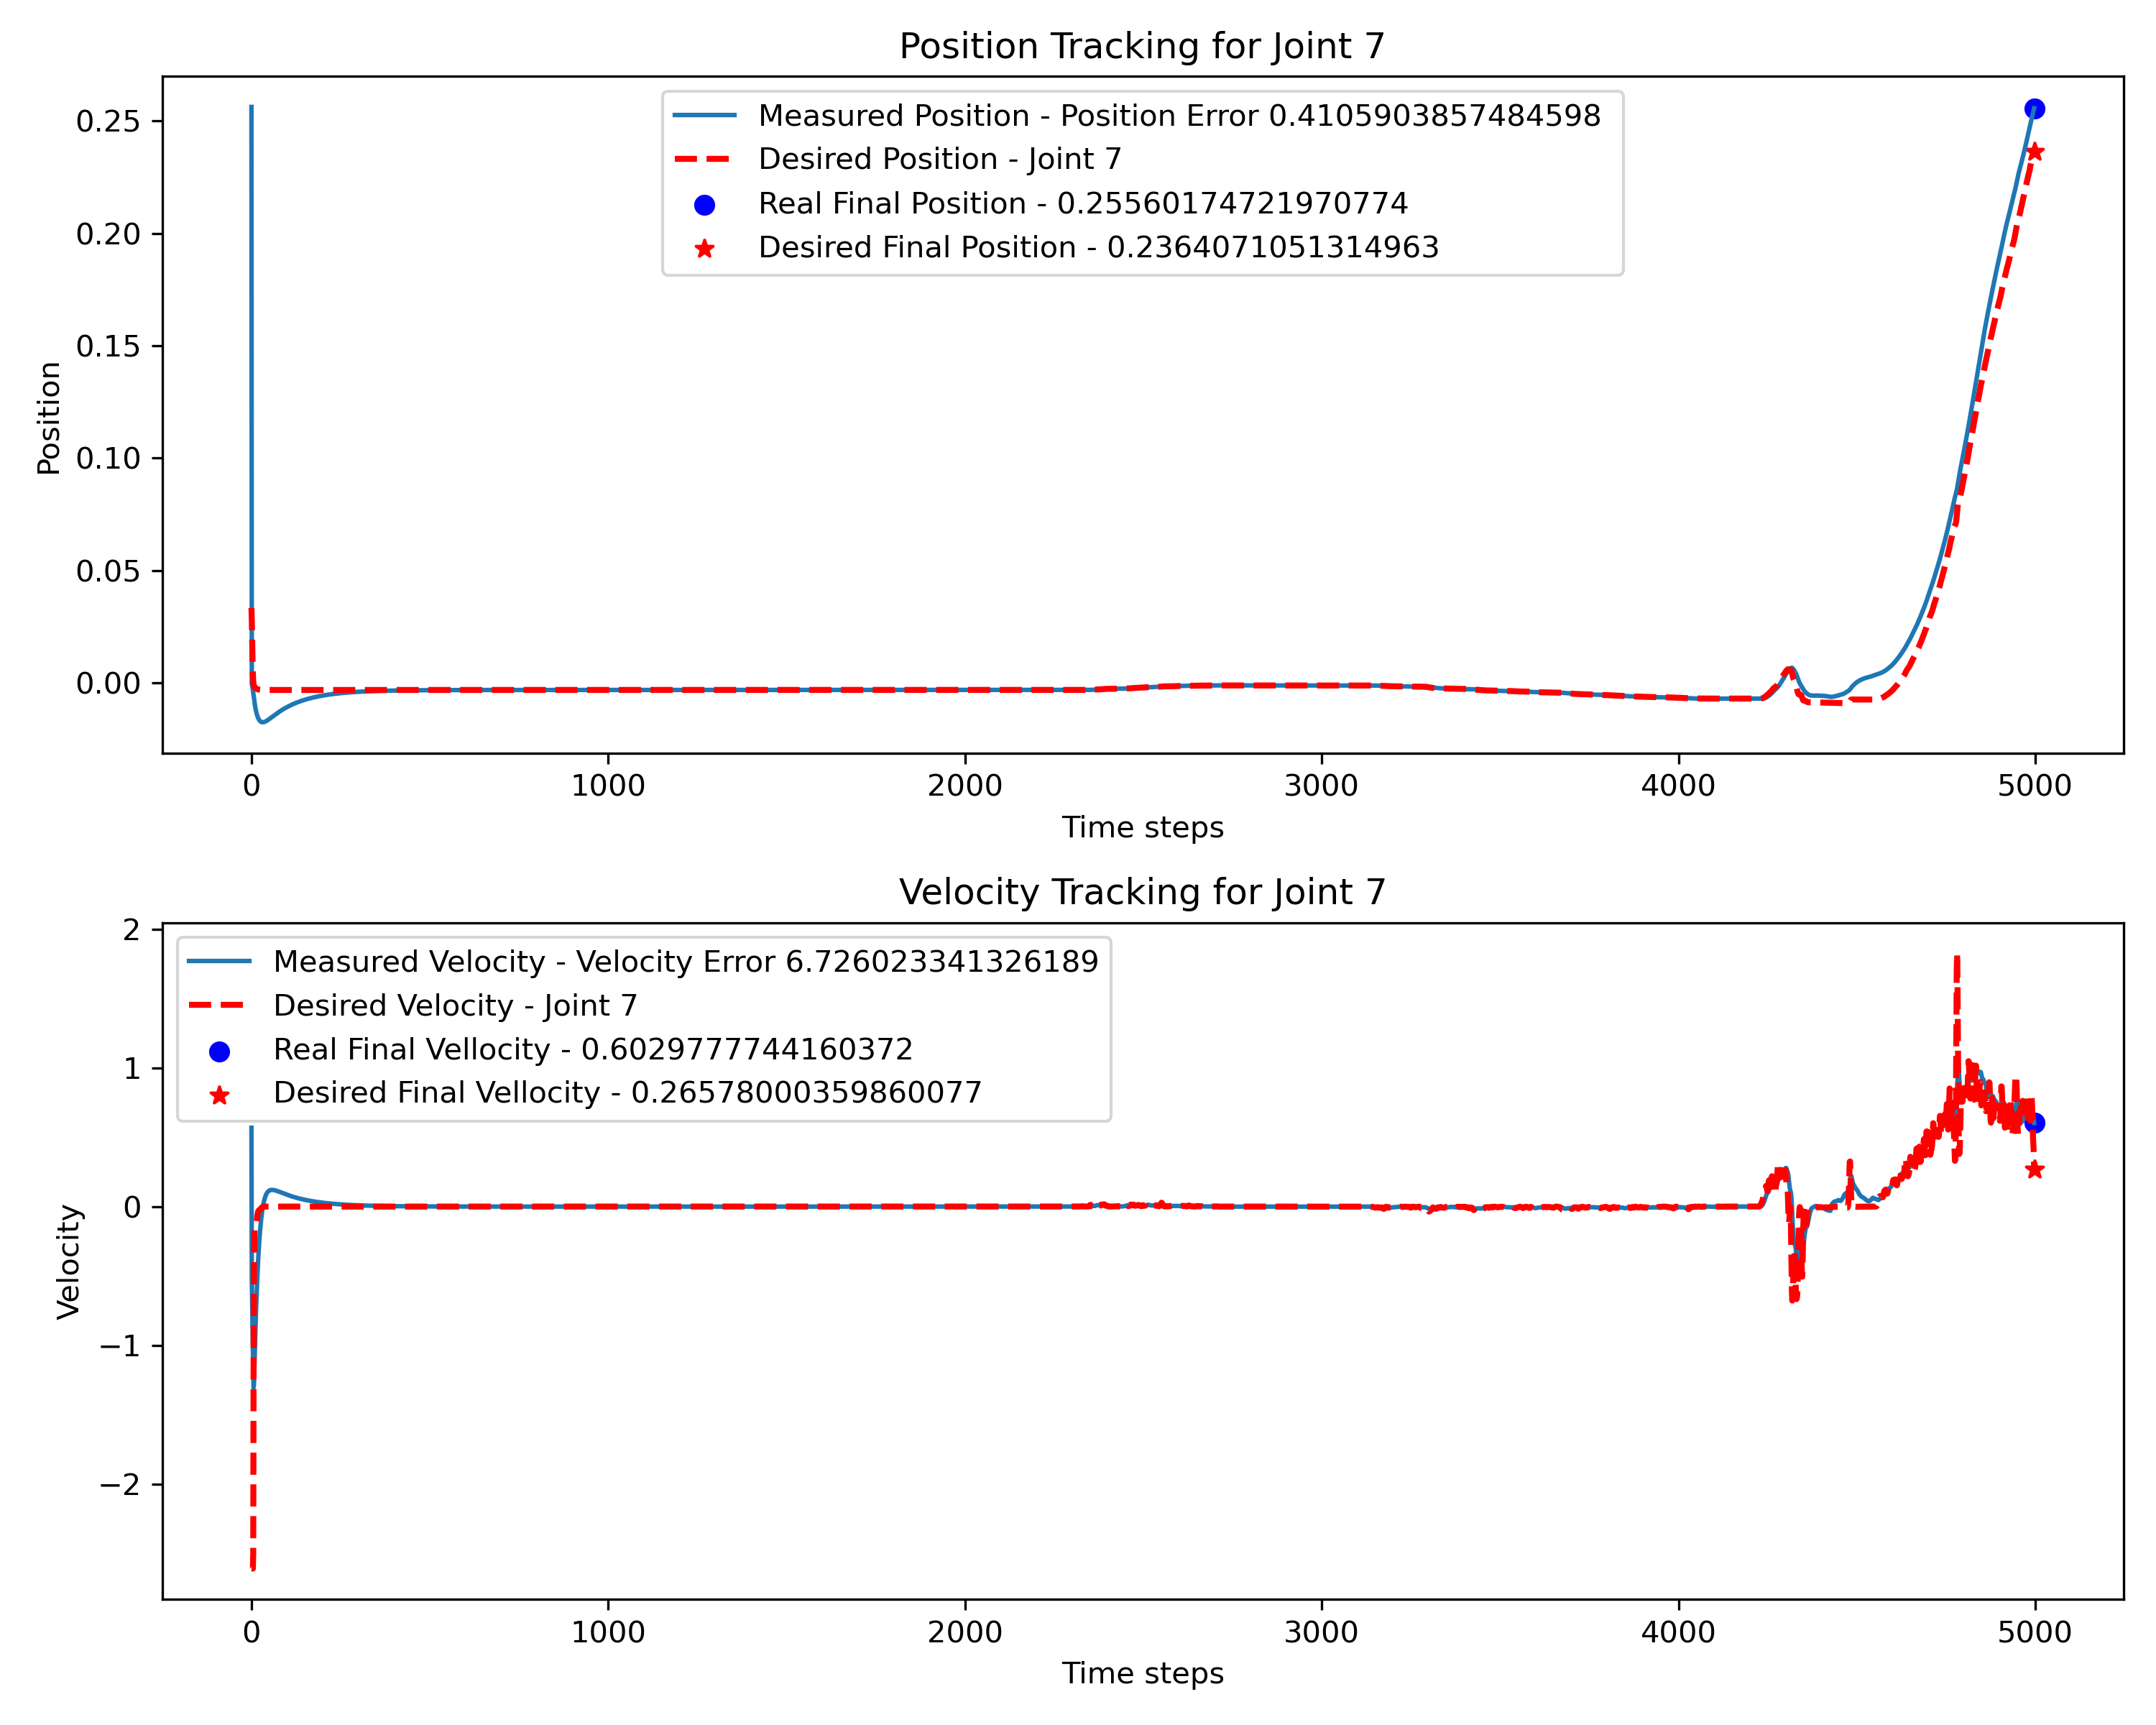 Position Tracking for Joint 7
Measured Position - Position Error 0.4105903857484598
Desired Position - Joint 7
Real Final Position - 0.25560174721970774
Desired Final Position - 0.2364071051314963
0.25
0.20
0.15
0.10
0.05
0.00
Position
0 1000 2000 3000 4000 5000
Time steps
Velocity Tracking for Joint 7
Measured Velocity - Velocity Error 6.726023341326189
Desired Velocity - Joint 7
Real Final Vellocity - 0.6029777744160372
Desired Final Vellocity - 0.26578000359860077
2
1
0
−1
−2
Velocity
0 1000 2000 3000 4000 5000
Time steps